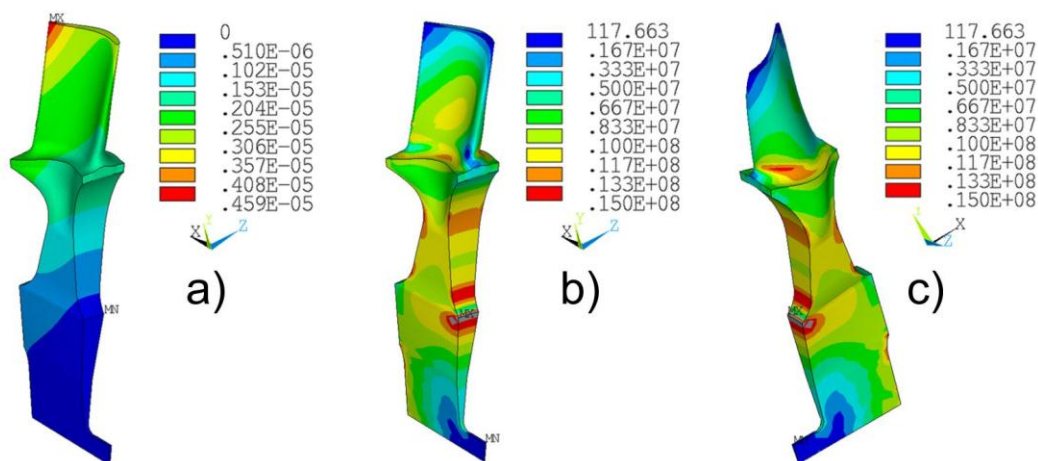 MX
0
.510E-06
.102E-05
.153E-05
.204E-05
.255E-05
.306E-05
.357E-05
.408E-05
.459E-05
Y
X
Z
MN
a)
117.663
.167E+07
.333E+07
.500E+07
.667E+07
.833E+07
.100E+08
.117E+08
.133E+08
.150E+08
Y
X
Z
MN
b)
117.663
.167E+07
.333E+07
.500E+07
.667E+07
.833E+07
.100E+08
.117E+08
.133E+08
.150E+08
Y
X
Z
c)